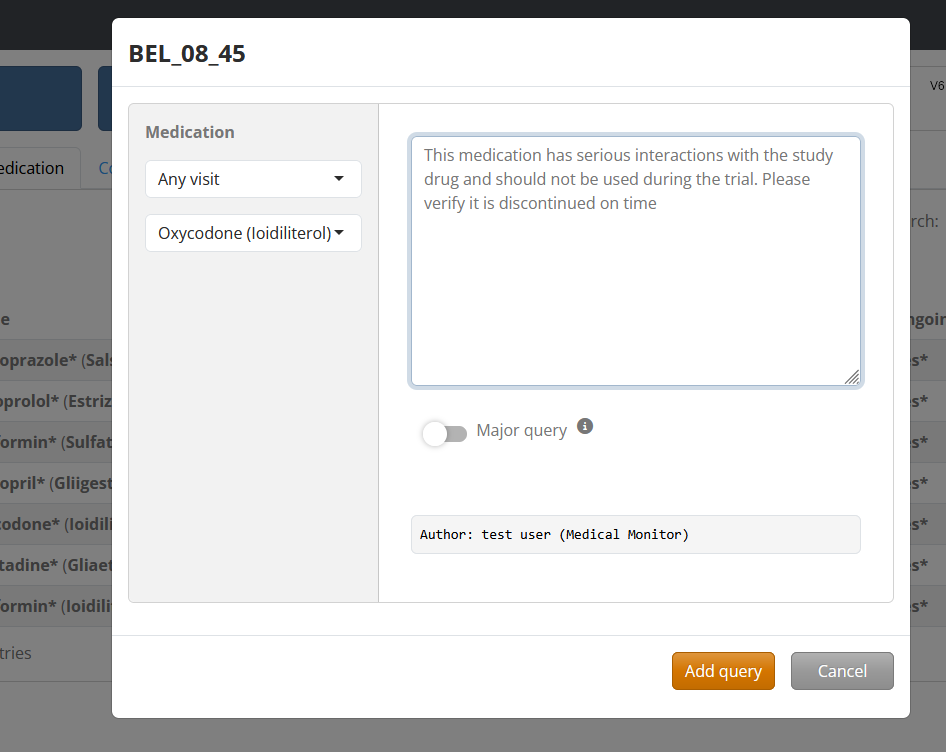 BEL_08_45
V6
Medication
Any visit
Oxycodone (Ioidiliterol)
This medication has serious interactions with the study
drug and should not be used during the trial. Please
verify it is discontinued on time
Major query
Author: test user (Medical Monitor)
Add query
Cancel
edication
Co
rch:
e
ngoin
oprazole* (Sals
s*
oprolol* (Estriz
s*
formin* (Sulfat
s*
opril* (Gliigest
s*
codone* (Ioidili
s*
tadine* (Gliaet
s*
formin* (Ioidili
s*
tries